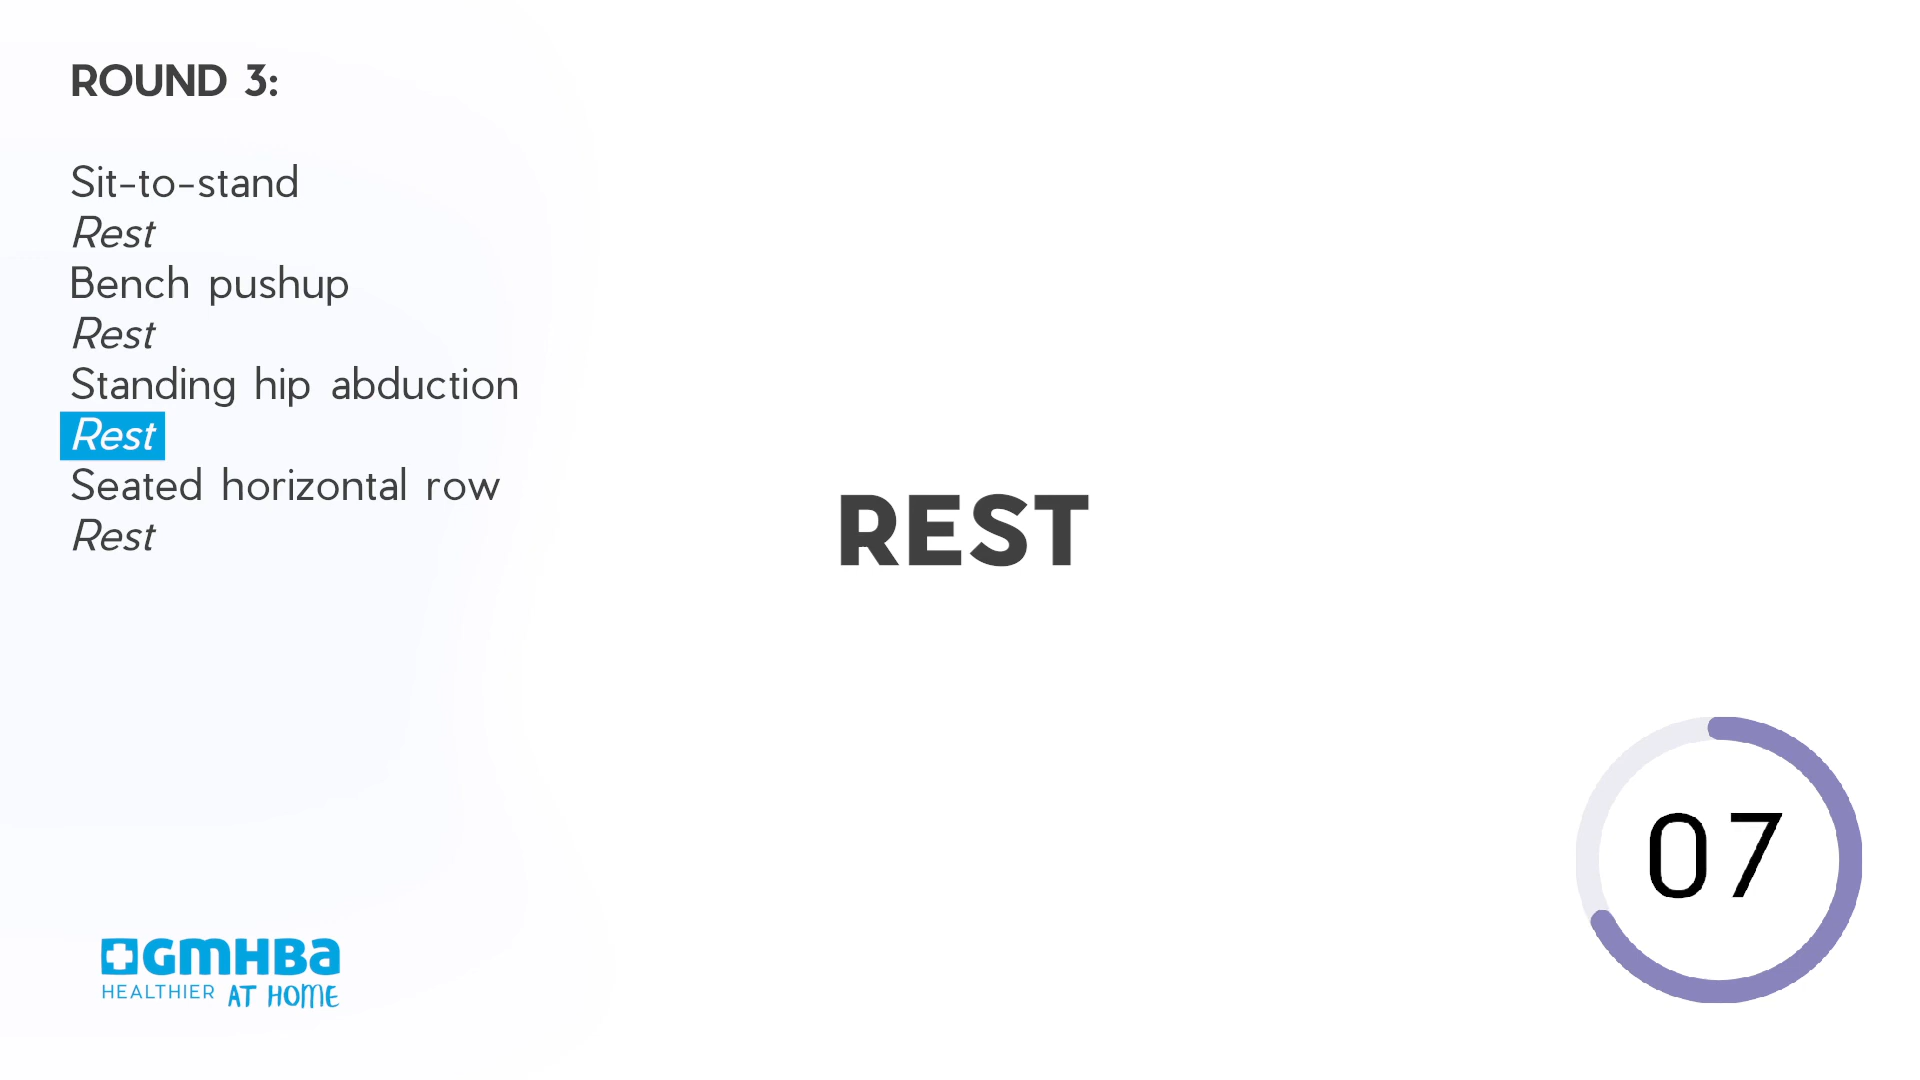 ROUND 3:
Sit-to-stand
Rest
Bench pushup
Rest
Standing hip abduction
Rest
Seated horizontal row
Rest
REST
07
GMHBa
HEALTHIER AT HOME